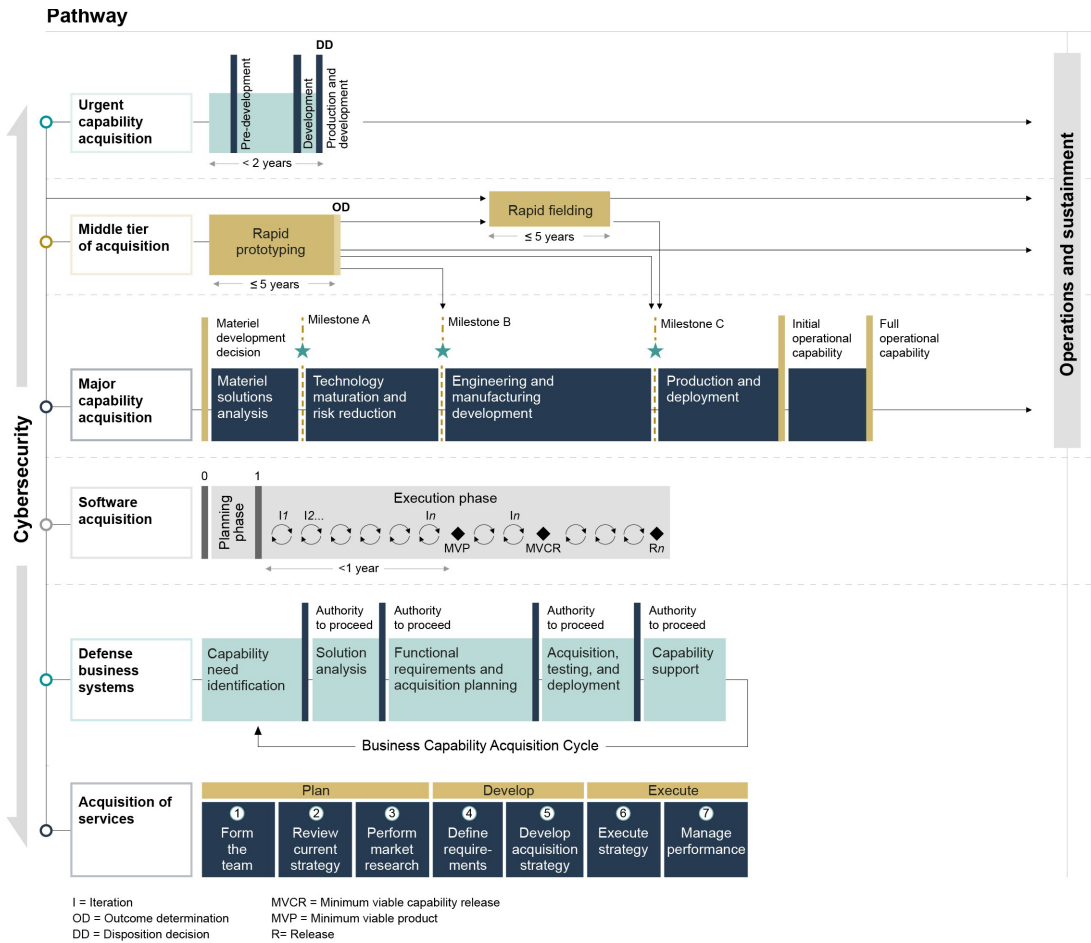 Pathway
Cybersecurity
Operations and sustainment
Urgent
capability
acquisition
DD
Pre-development
Development
Production and
development
< 2 years
Middle tier
of acquisition
OD
Rapid
prototyping
≤ 5 years
Rapid fielding
≤ 5 years
Major
capability
acquisition
Materiel
development
decision
Milestone A
Milestone B
Milestone C
Initial
operational
capability
Full
operational
capability
Materiel
solutions
analysis
Technology
maturation and
risk reduction
Engineering and
manufacturing
development
Production and
deployment
Software
acquisition
0
1
Planning
phase
Execution phase
I1
I2...
In
In
MVP
MVCR
Rn
<1 year
Defense
business
systems
Authority
to proceed
Authority
to proceed
Authority
to proceed
Authority
to proceed
Capability
need
identification
Solution
analysis
Functional
requirements and
acquisition planning
Acquisition,
testing, and
deployment
Capability
support
Business Capability Acquisition Cycle
Acquisition of
services
Plan
Develop
Execute
1
Form
the
team
2
Review
current
strategy
3
Perform
market
research
4
Define
require-
ments
5
Develop
acquisition
strategy
6
Execute
strategy
7
Manage
performance
I = Iteration
OD = Outcome determination
DD = Disposition decision
MVCR = Minimum viable capability release
MVP = Minimum viable product
R= Release